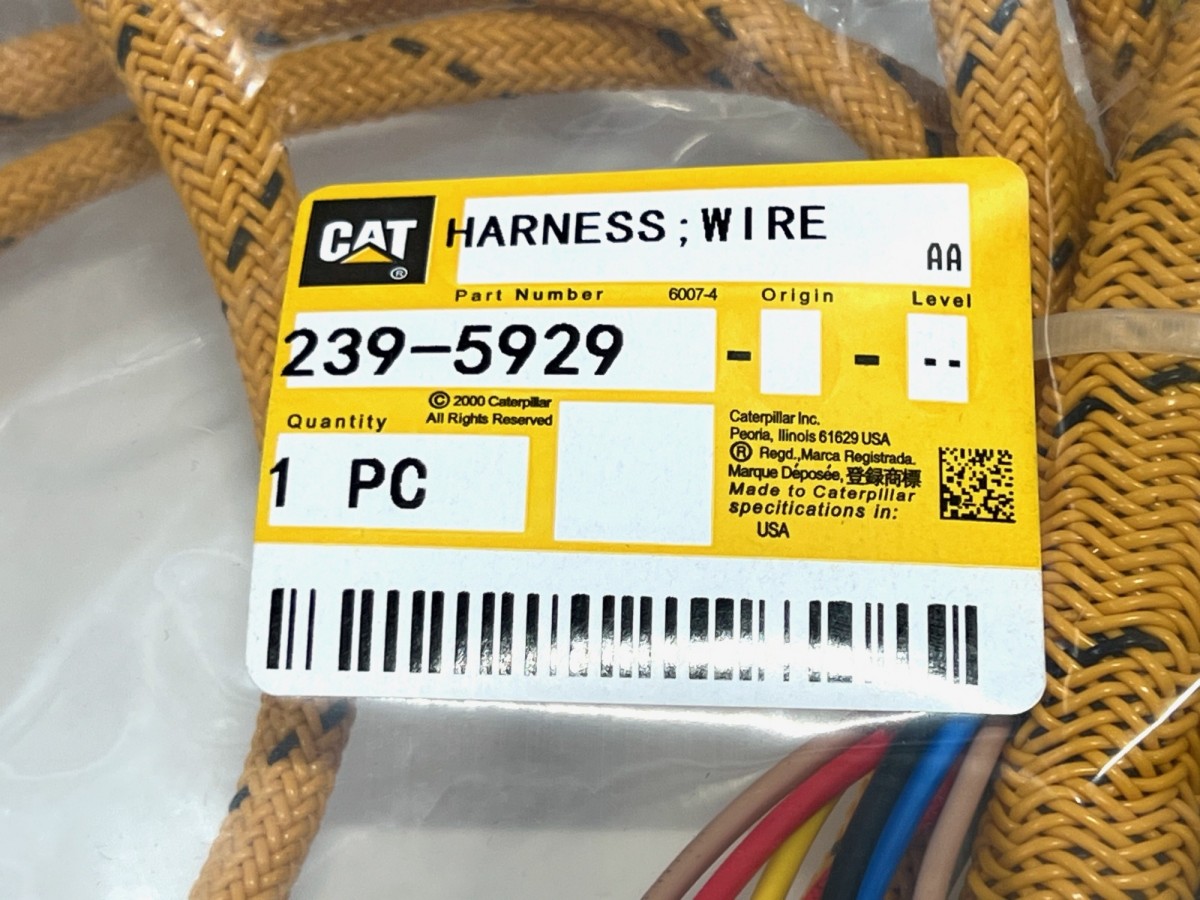 CAT ®
HARNESS;WIRE
AA
Part Number 6007-4 Origin Level
239-5929 - - --
Quantity
© 2000 Caterpillar
All Rights Reserved
1 PC
Caterpillar Inc.
Peoria, Ilinois 61629 USA
® Regd.,Marca Registrada.
Marque Déposée, 登録商標
Made to Caterpillar
specitications in:
USA